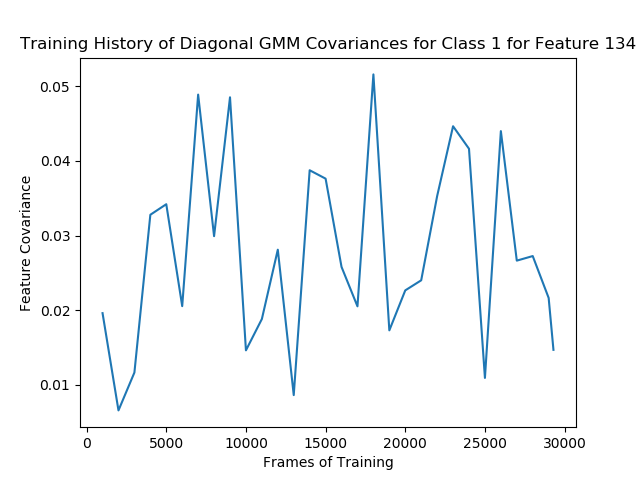 Training History of Diagonal GMM Covariances for Class 1 for Feature 134
0.05
0.04
0.03
0.02
0.01
Feature Covariance
0 5000 10000 15000 20000 25000 30000
Frames of Training